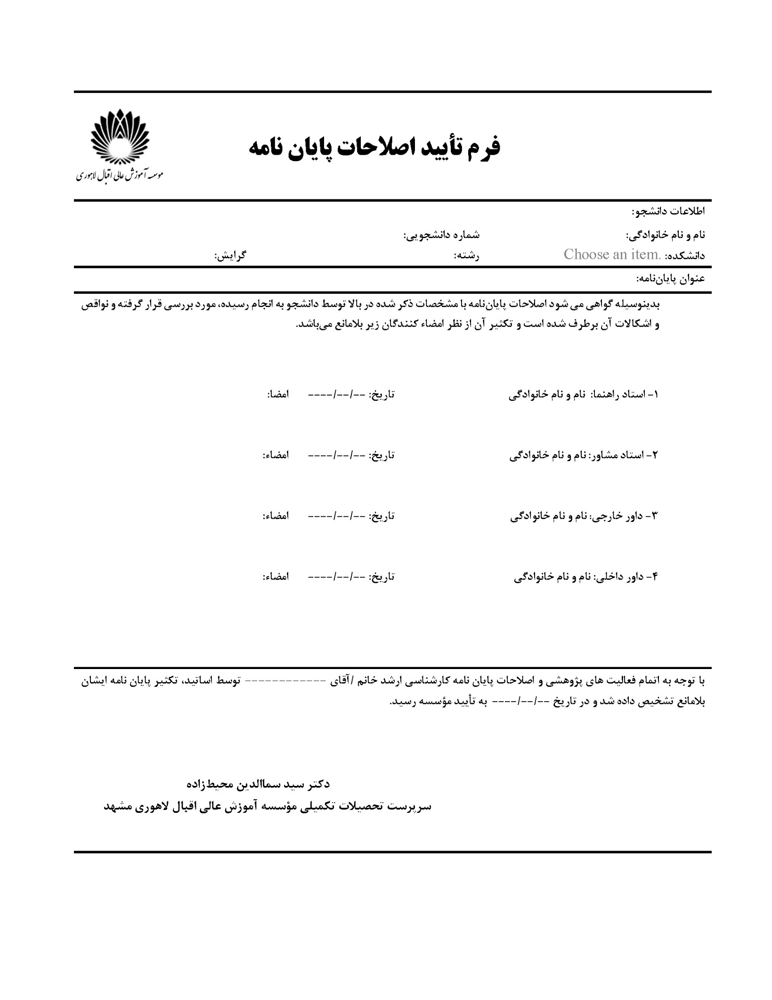 موسسه آموزش عالی اقبال لاهوری
فرم تأیید اصلاحات پایان نامه
اطلاعات دانشجو:
نام و نام خانوادگی: شماره دانشجویی:
دانشکده: Choose an item. رشته: گرایش:
عنوان پایان‌نامه:
بدینوسیله گواهی می شود اصلاحات پایان‌نامه با مشخصات ذکر شده در بالا توسط دانشجو به انجام رسیده، مورد بررسی قرار گرفته و نواقص
و اشکالات آن برطرف شده است و تکثیر آن از نظر امضاء کنندگان زیر بلامانع می‌باشد.
۱- استاد راهنما: نام و نام خانوادگی تاریخ: --/--/---- امضا:
۲- استاد مشاور: نام و نام خانوادگی تاریخ: --/--/---- امضاء:
۳- داور خارجی: نام و نام خانوادگی تاریخ: --/--/---- امضاء:
۴- داور داخلی: نام و نام خانوادگی تاریخ: --/--/---- امضاء:
با توجه به اتمام فعالیت های پژوهشی و اصلاحات پایان نامه کارشناسی ارشد خانم /آقای ------------ توسط اساتید، تکثیر پایان نامه ایشان
بلامانع تشخیص داده شد و در تاریخ --/--/---- به تأیید مؤسسه رسید.
دکتر سید سماالدین محیط‌زاده
سرپرست تحصیلات تکمیلی مؤسسه آموزش عالی اقبال لاهوری مشهد